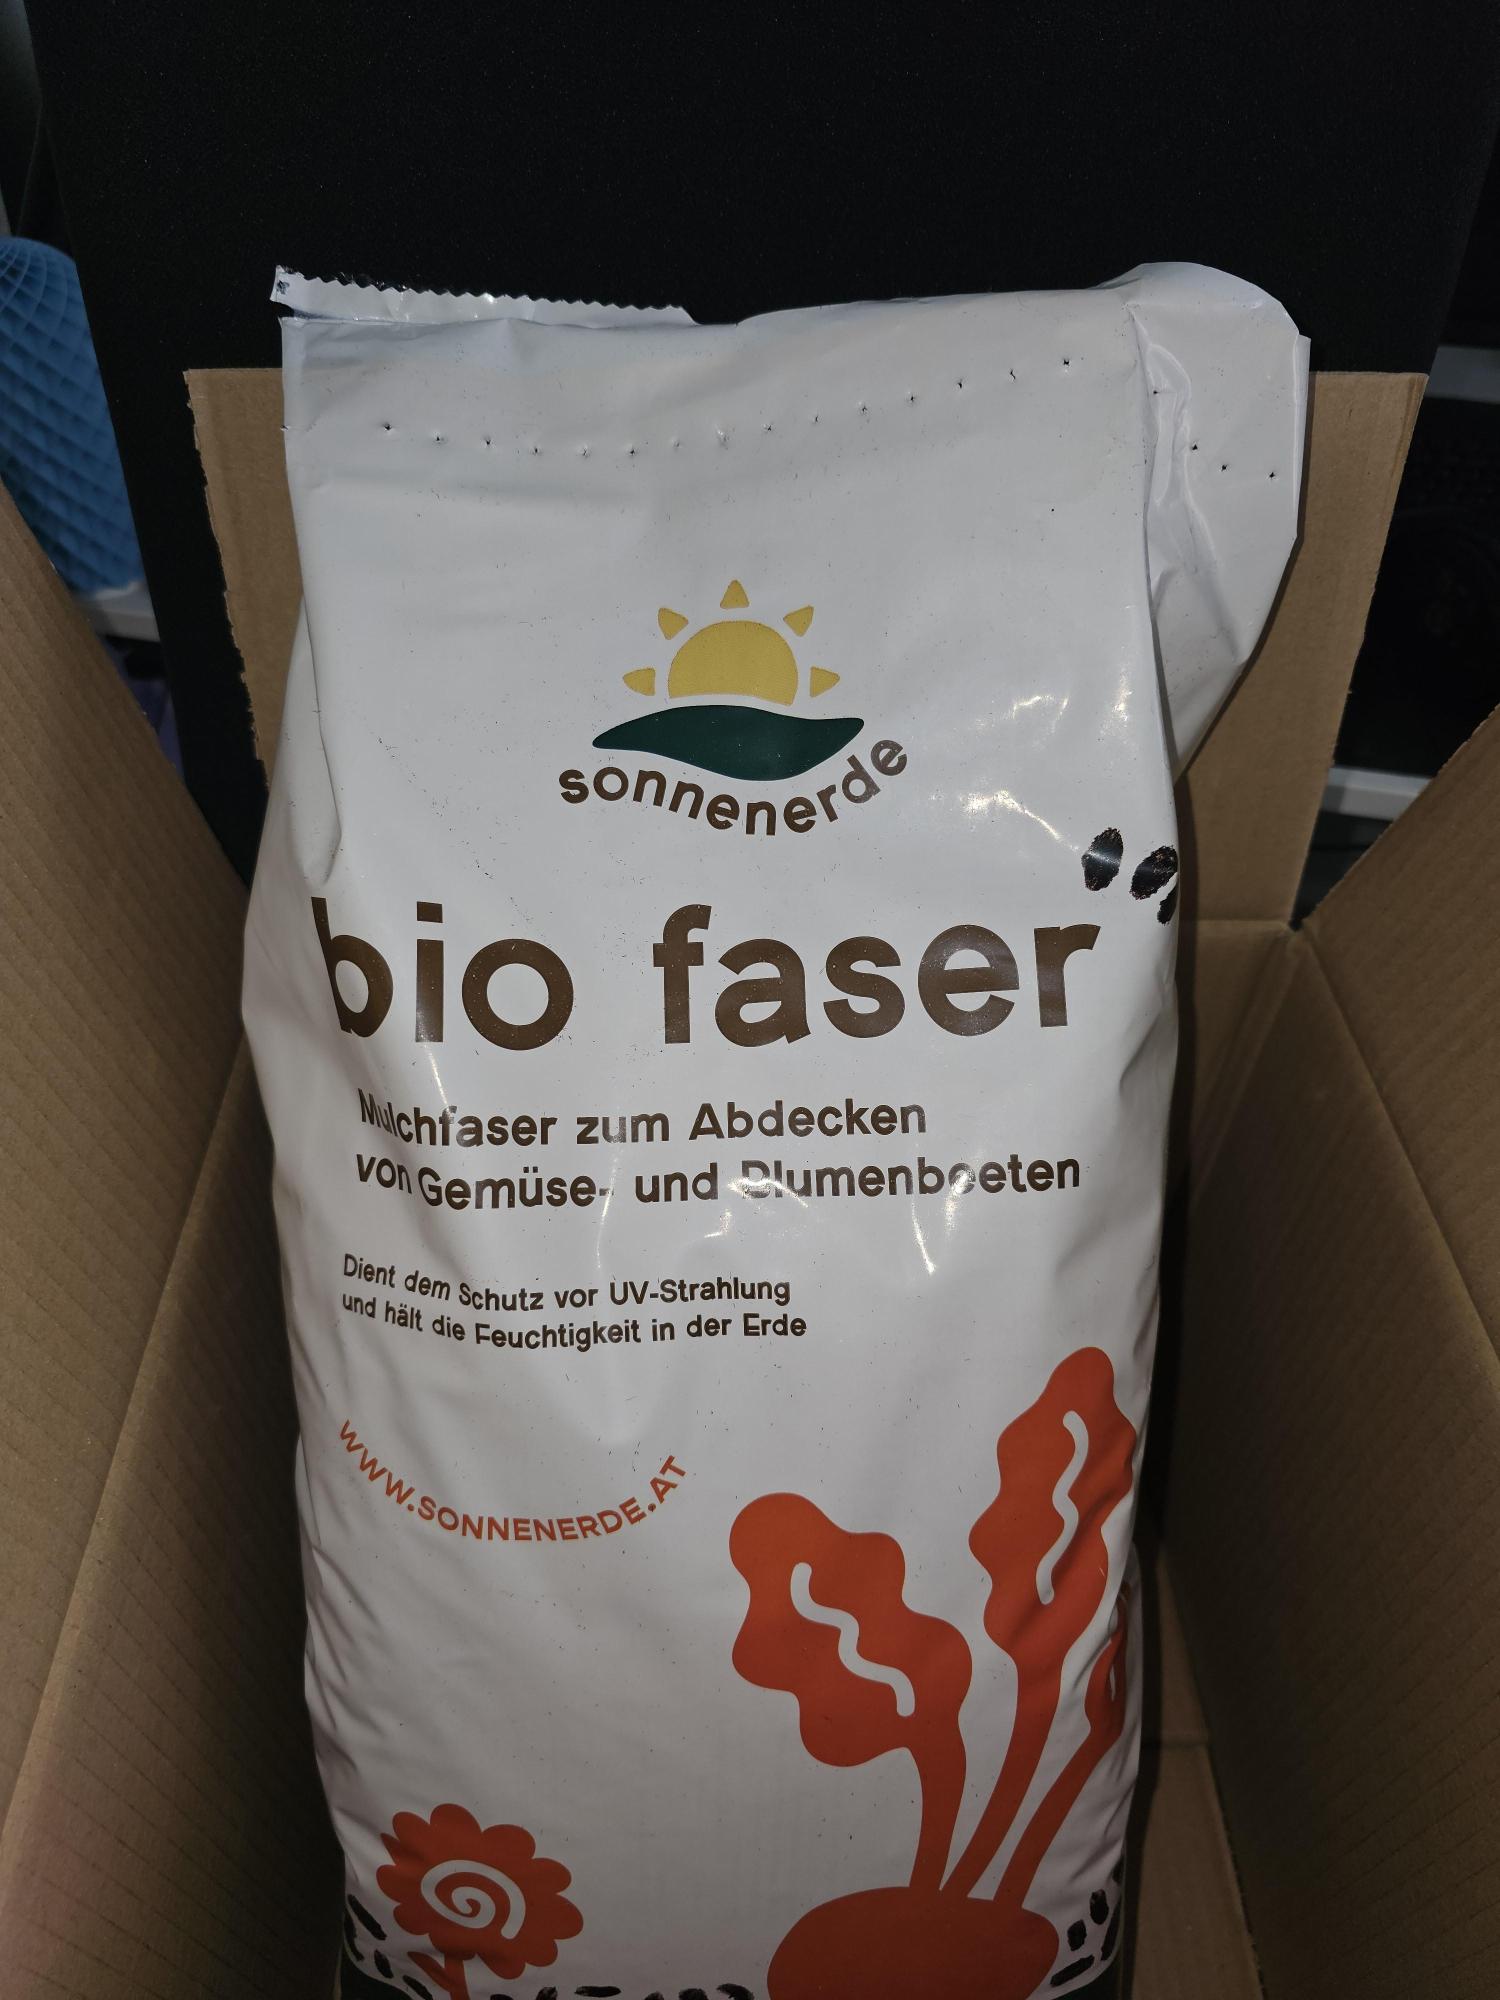 sonnenerde
bio faser
Mulchfaser zum Abdecken
von Gemüse- und Blumenbeeten
Dient dem Schutz vor UV-Strahlung
und hält die Feuchtigkeit in der Erde
WWW.SONNENERDE.AT